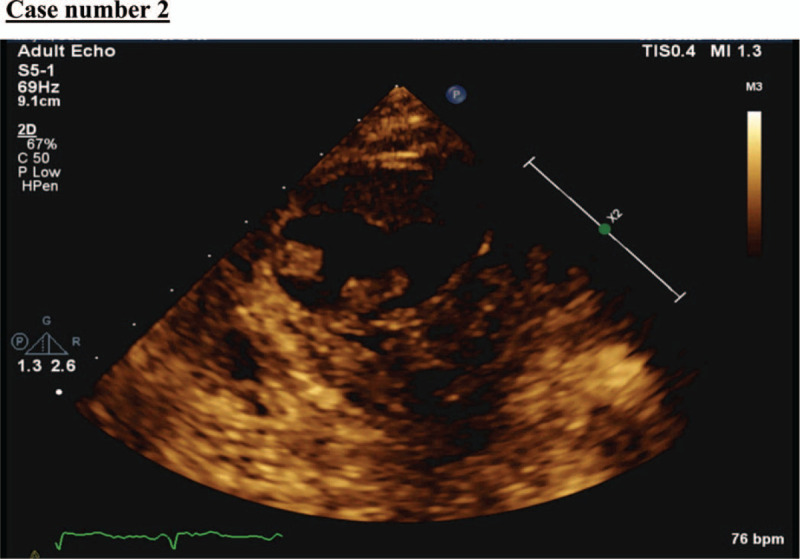 Case number 2
Adult Echo
TIS0.4 MI 1.3
S5-1
69Hz
9.1cm
M3
2D
67%
C 50
P Low
HPen
P
X2
G
P R
1.3 2.6
76 bpm